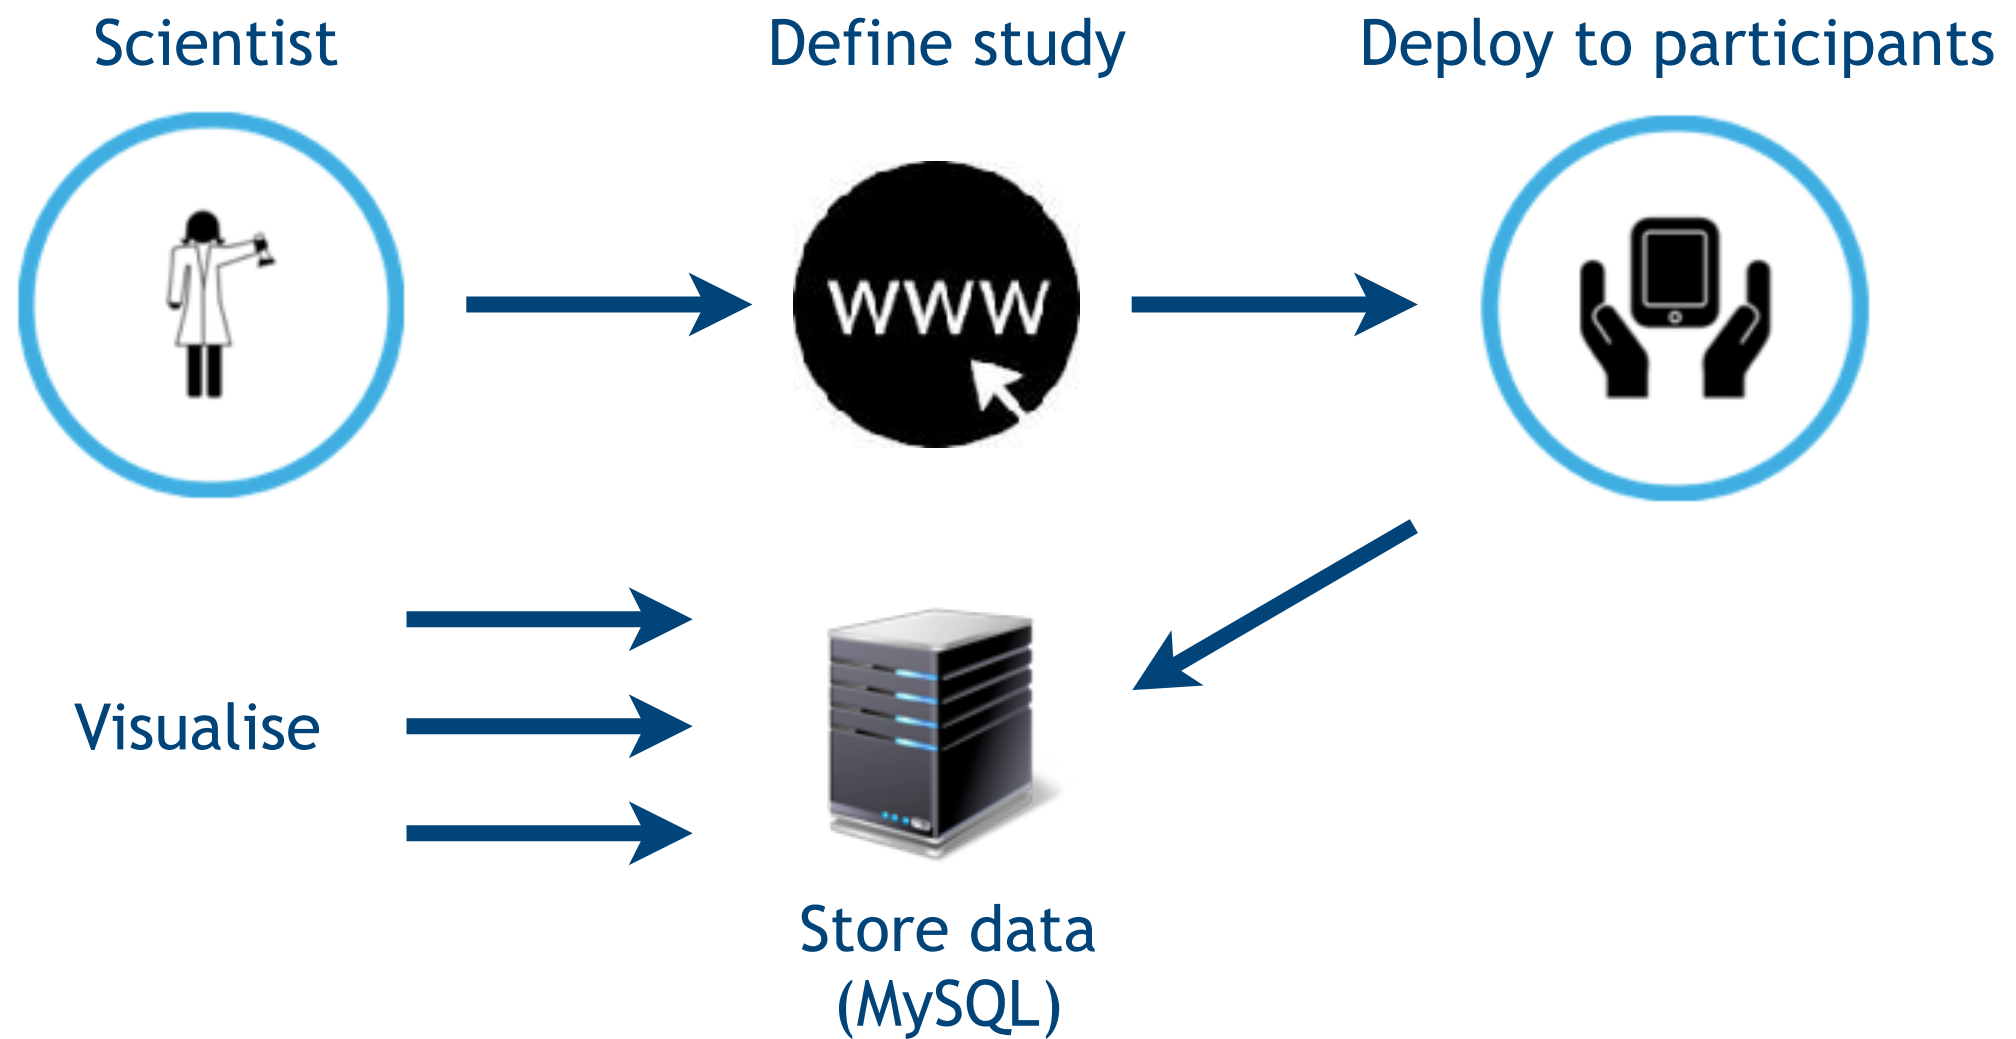 Scientist
Define study
Deploy to participants
www
Visualise
Store data
(MySQL)